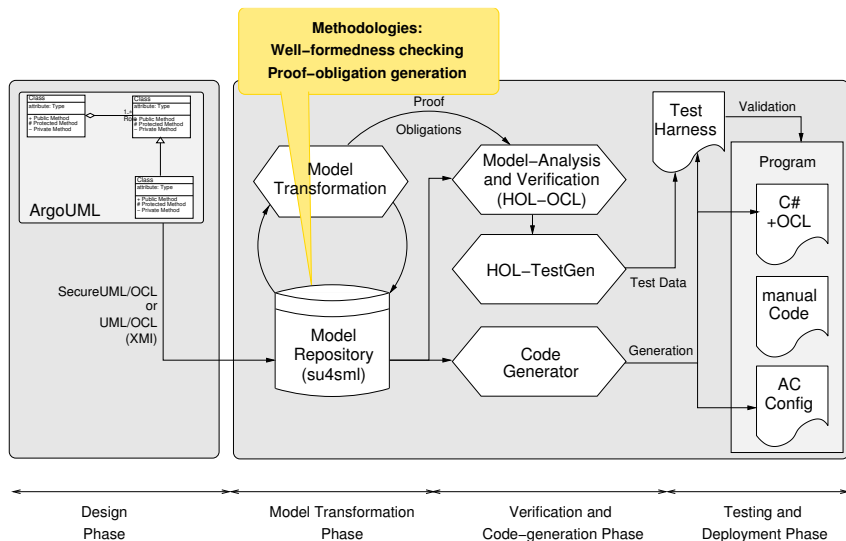 Methodologies:
Well−formedness checking
Proof−obligation generation
Class
attribute: Type
+ Public Method
# Protected Method
− Private Method
1..*
Role
Class
attribute: Type
+ Public Method
# Protected Method
− Private Method
Class
attribute: Type
+ Public Method
# Protected Method
− Private Method
ArgoUML
SecureUML/OCL
or
UML/OCL
(XMI)
Proof
Obligations
Model
Transformation
Model
Repository
(su4sml)
Model−Analysis
and Verification
(HOL−OCL)
HOL−TestGen
Code
Generator
Test Data
Generation
Test
Harness
Validation
Program
C#
+OCL
manual
Code
AC
Config
Design
Phase
Model Transformation
Phase
Verification and
Code−generation Phase
Testing and
Deployment Phase